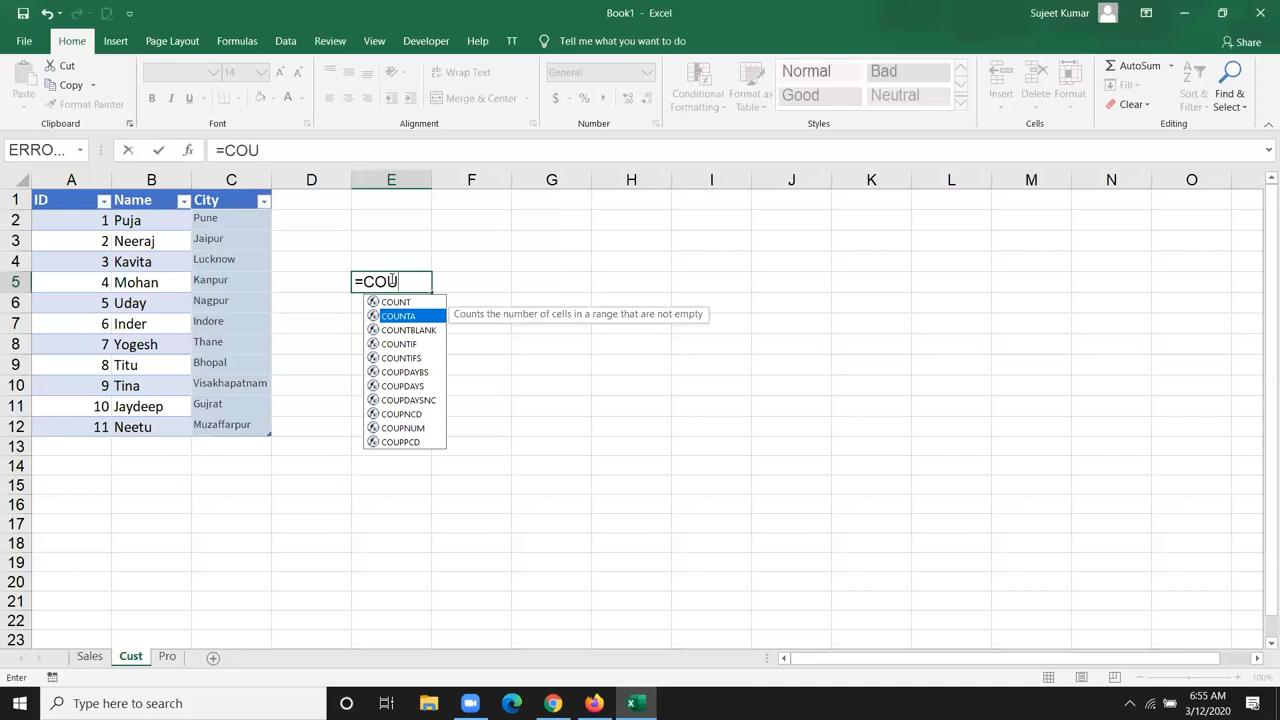 Book1 - Excel
Sujeet Kumar
File Home Insert Page Layout Formulas Data Review View Developer Help TT Tell me what you want to do Share
Paste
Cut
Copy
Format Painter
Clipboard
14
B I U
Font
Wrap Text
Merge & Center
Alignment
General
$ % ,
Number
Conditional Formatting
Format as Table
Normal Bad
Good Neutral
Styles
Insert Delete Format
Cells
AutoSum
Fill
Clear
Sort & Filter
Find & Select
Editing
ERRO... =COU
A B C D E F G H I J K L M N O
1 ID Name City
2 1 Puja Pune
3 2 Neeraj Jaipur
4 3 Kavita Lucknow
5 4 Mohan Kanpur =COU
6 5 Uday Nagpur
7 6 Inder Indore
8 7 Yogesh Thane
9 8 Titu Bhopal
10 9 Tina Visakhapatnam
11 10 Jaydeep Gujrat
12 11 Neetu Muzaffarpur
13
14
15
16
17
18
19
20
21
22
23
COUNT
COUNTA Counts the number of cells in a range that are not empty
COUNTBLANK
COUNTIF
COUNTIFS
COUPDAYBS
COUPDAYS
COUPDAYSNC
COUPNCD
COUPNUM
COUPPCD
Sales Cust Pro
Enter
100%
Type here to search
6:55 AM
3/12/2020